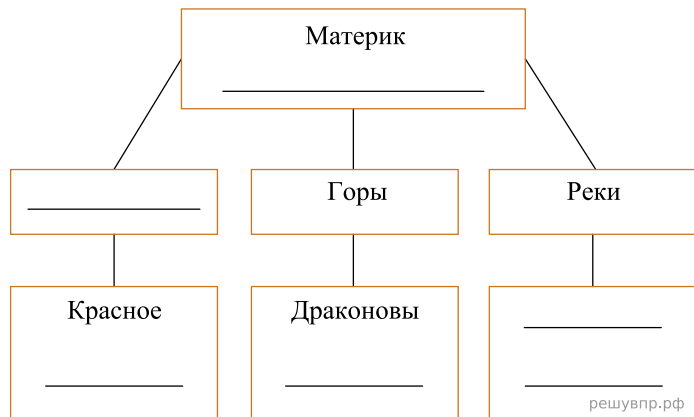 Материк
Горы
Реки
Красное
Драконовы
решувпр.рф